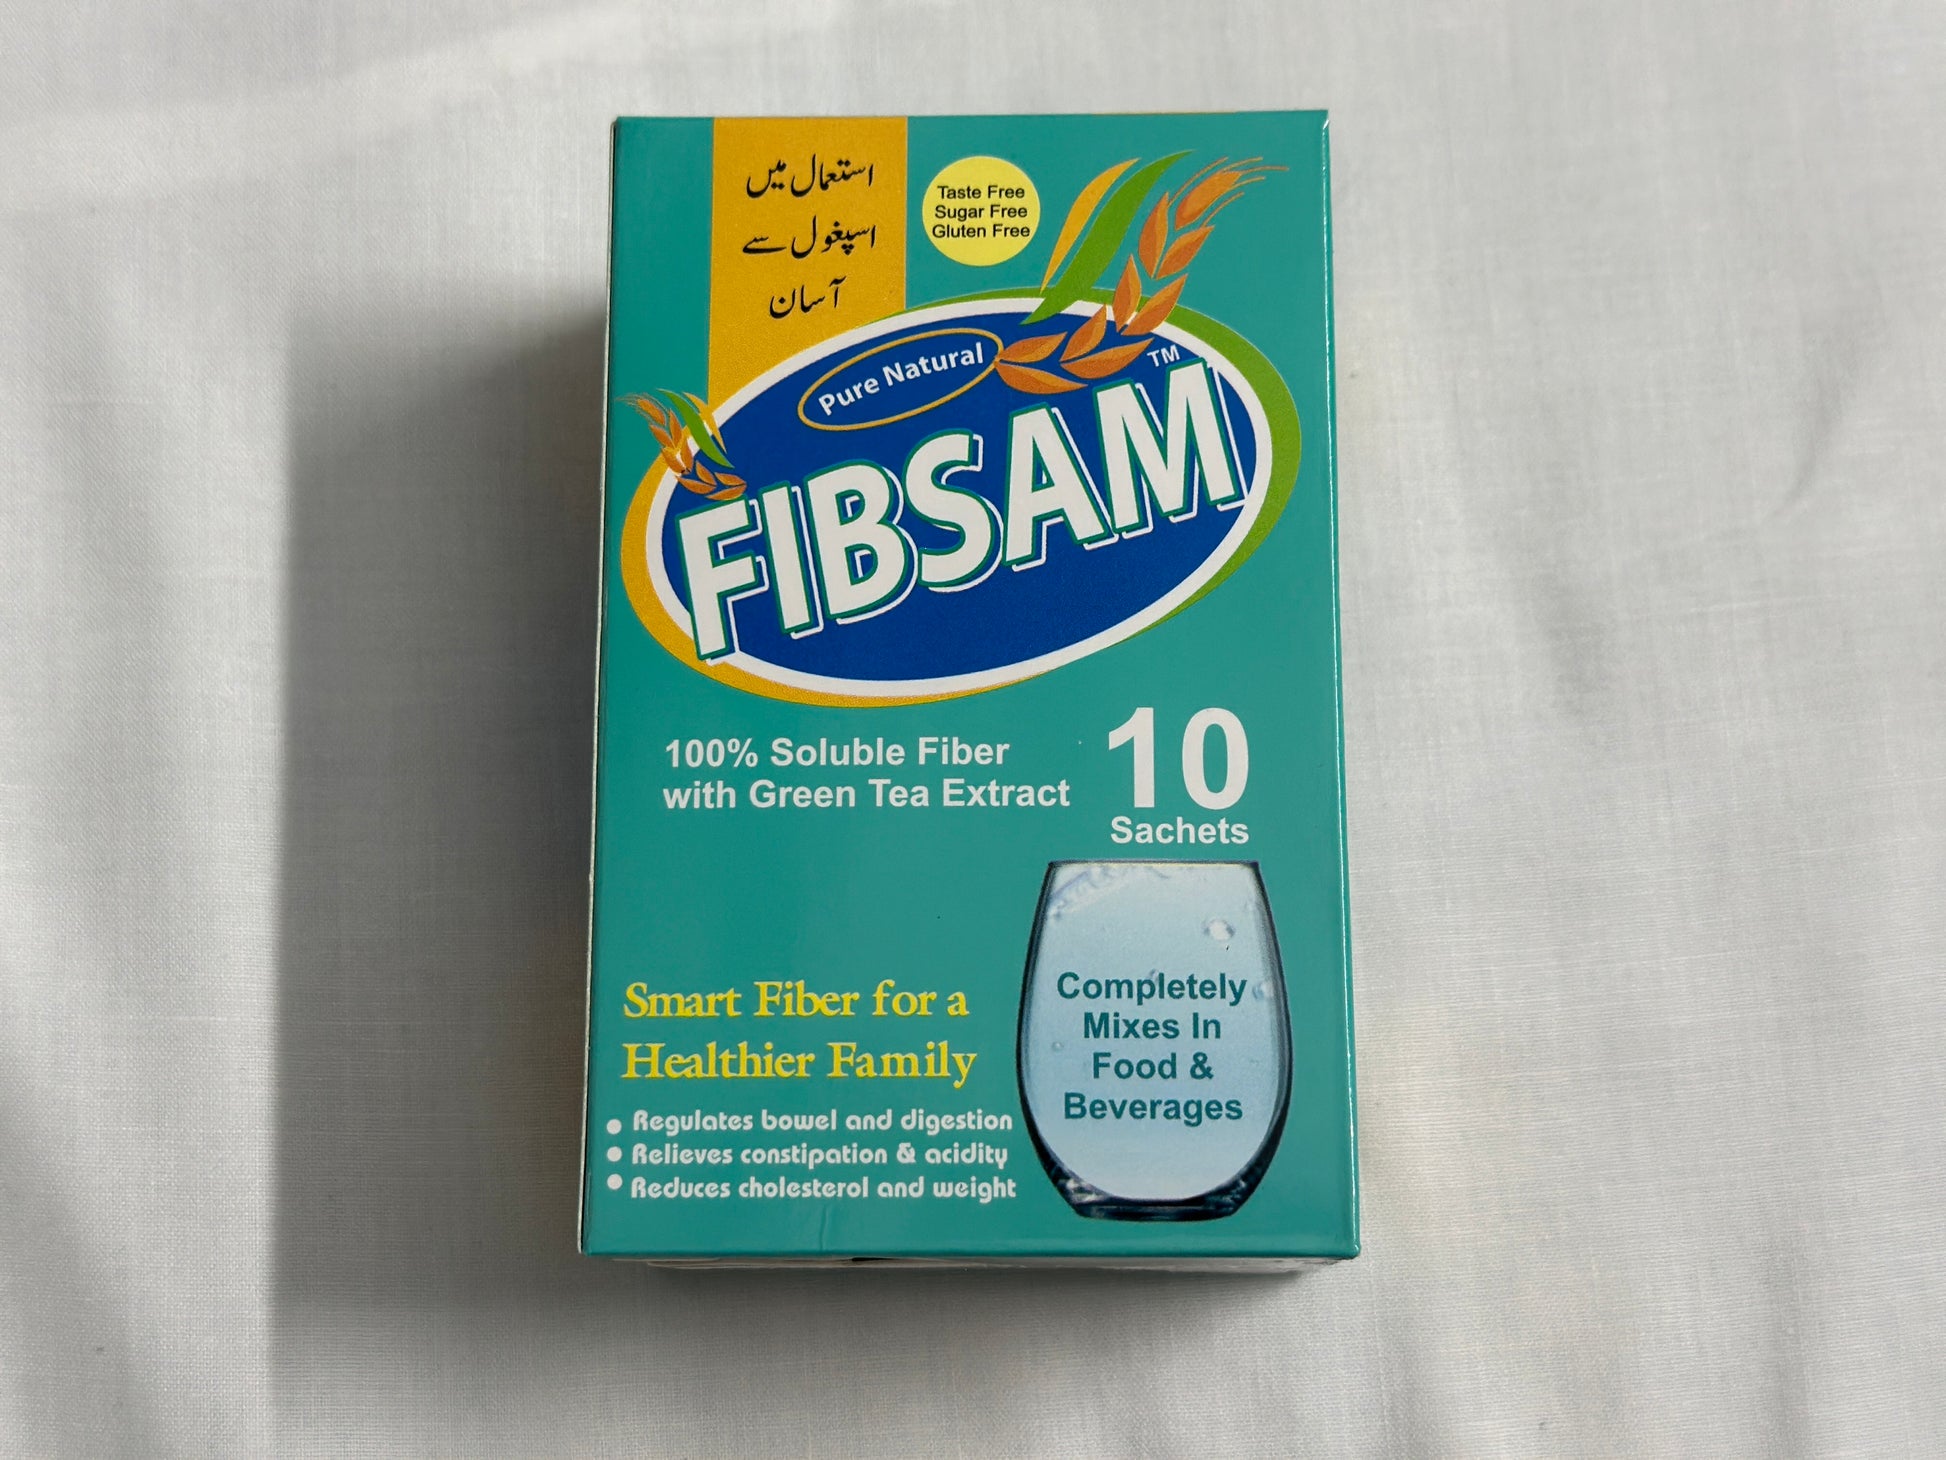 استعمال میں
اسپغول سے
آسان
Taste Free
Sugar Free
Gluten Free
Pure Natural
FIBSAM™
100% Soluble Fiber
with Green Tea Extract
10
Sachets
Completely
Mixes In
Food &
Beverages
Smart Fiber for a
Healthier Family
• Regulates bowel and digestion
• Relieves constipation & acidity
• Reduces cholesterol and weight